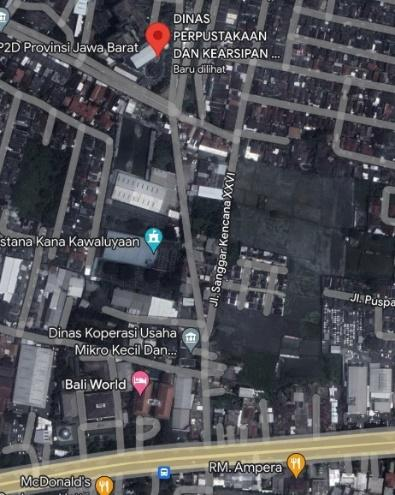 DINAS
PERPUSTAKAAN
DAN KEARSIPAN ...
Baru dilihat
P2D Provinsi Jawa Barat
Jl. Sanggar Kencana XXVI
stana Kana Kawaluyaan
Jl. Puspa
Dinas Koperasi Usaha
Mikro Kecil Dan...
Bali World
RM. Ampera
McDonald's